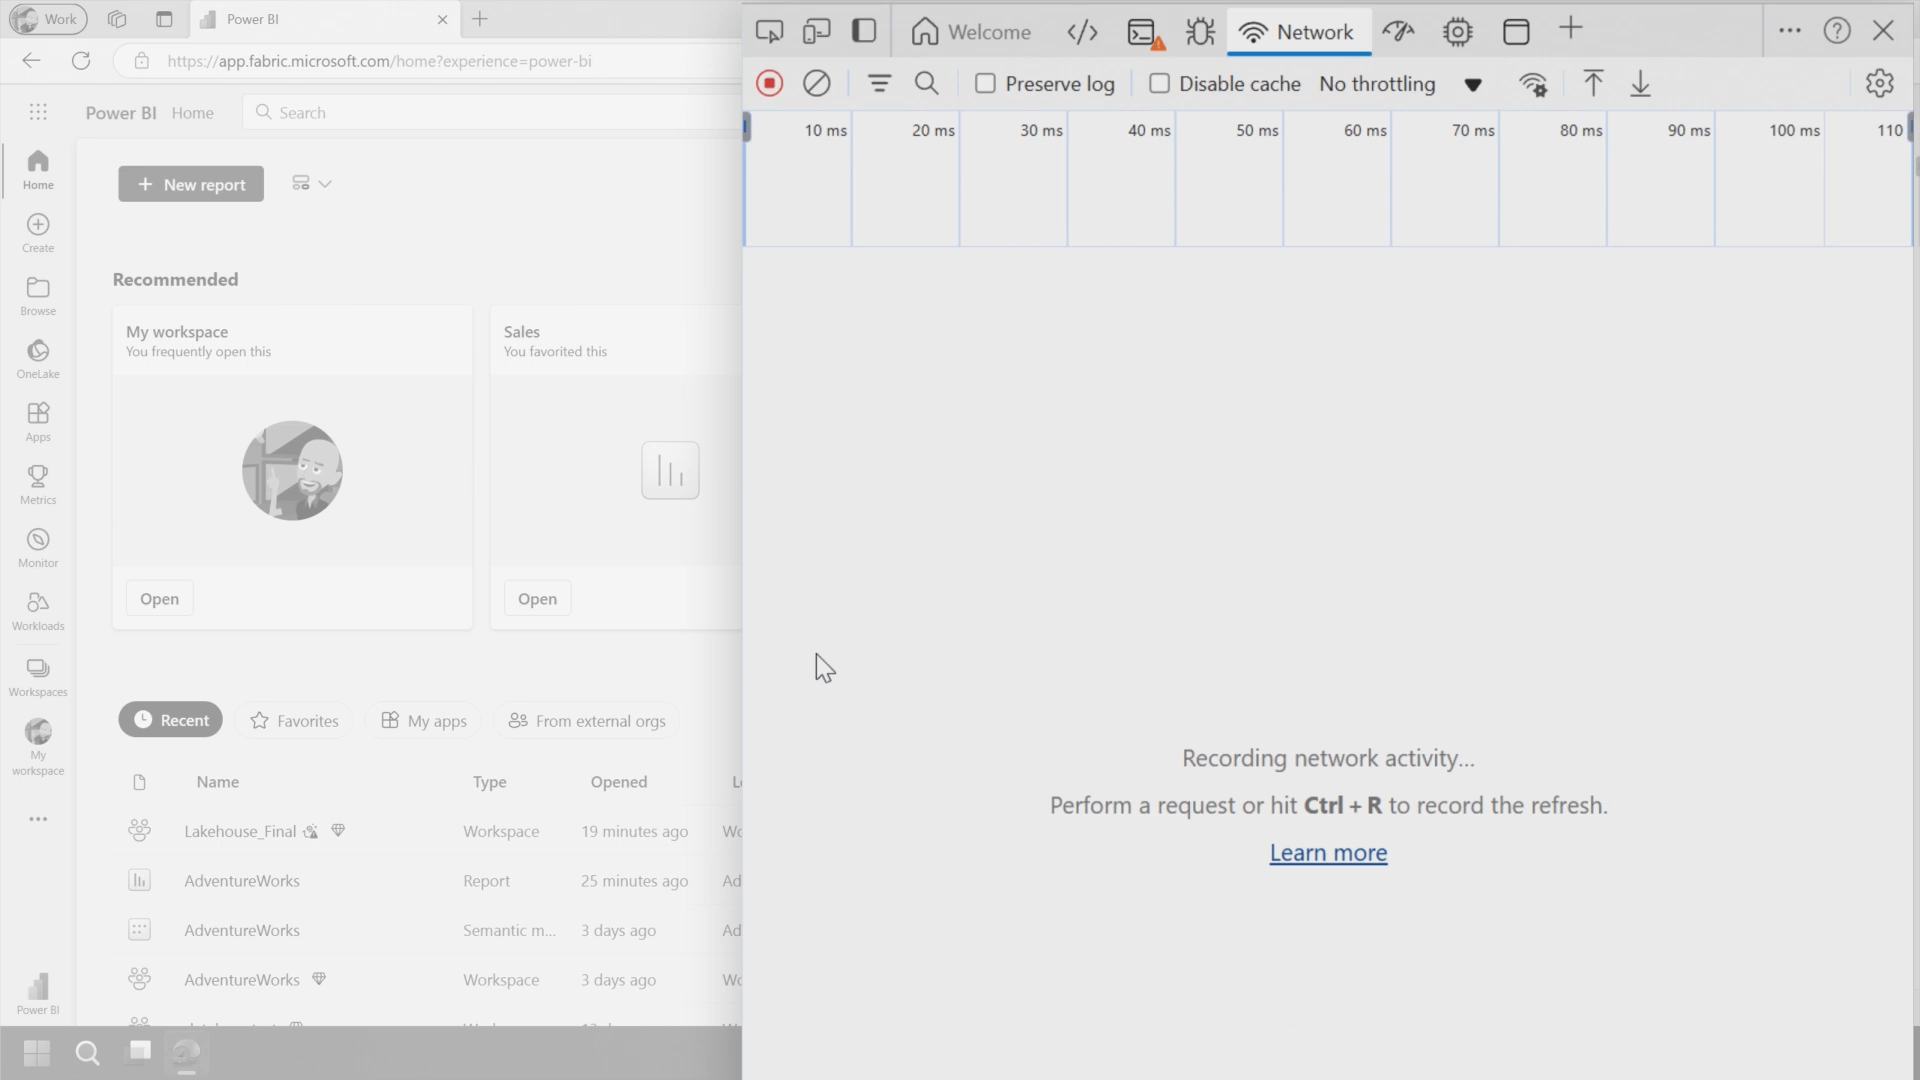 Work
Power BI
https://app.fabric.microsoft.com/home?experience=power-bi
Power BI Home
Search
Home
Create
Browse
OneLake
Apps
Metrics
Monitor
Workloads
Workspaces
My
workspace
Power BI
New report
Recommended
My workspace
You frequently open this
Open
Sales
You favorited this
Open
Recent
Favorites
My apps
From external orgs
Name Type Opened
Lakehouse_Final Workspace 19 minutes ago
AdventureWorks Report 25 minutes ago
AdventureWorks Semantic m... 3 days ago
AdventureWorks Workspace 3 days ago
Welcome
Network
Preserve log
Disable cache
No throttling
10 ms 20 ms 30 ms 40 ms 50 ms 60 ms 70 ms 80 ms 90 ms 100 ms 110
Recording network activity...
Perform a request or hit Ctrl + R to record the refresh.
Learn more